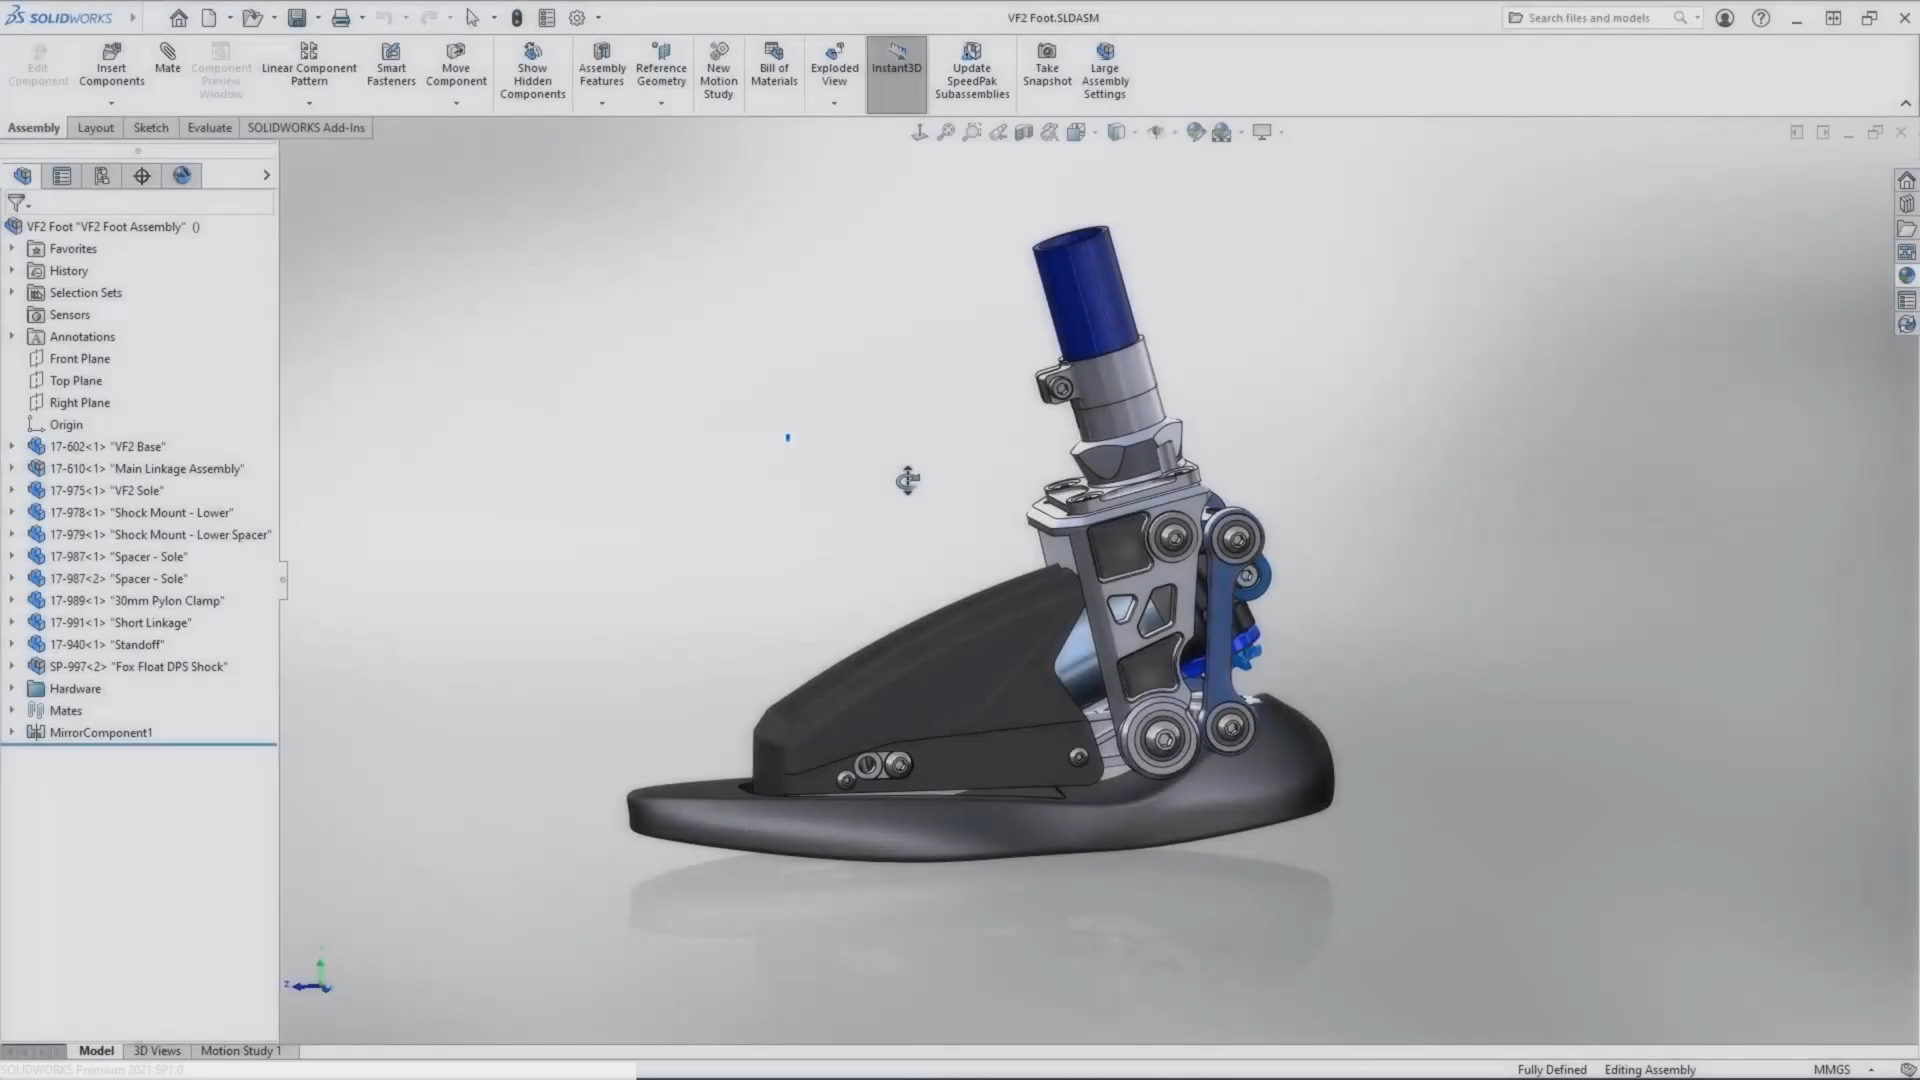 SOLIDWORKS
VF2 Foot.SLDASM
Search files and models
Edit Component
Insert Components
Mate
Component Preview Window
Linear Component Pattern
Smart Fasteners
Move Component
Show Hidden Components
Assembly Features
Reference Geometry
New Motion Study
Bill of Materials
Exploded View
Instant3D
Update SpeedPak Subassemblies
Take Snapshot
Large Assembly Settings
Assembly
Layout
Sketch
Evaluate
SOLIDWORKS Add-Ins
VF2 Foot "VF2 Foot Assembly" ()
Favorites
History
Selection Sets
Sensors
Annotations
Front Plane
Top Plane
Right Plane
Origin
17-602<1> "VF2 Base"
17-610<1> "Main Linkage Assembly"
17-975<1> "VF2 Sole"
17-978<1> "Shock Mount - Lower"
17-979<1> "Shock Mount - Lower Spacer"
17-987<1> "Spacer - Sole"
17-987<2> "Spacer - Sole"
17-989<1> "30mm Pylon Clamp"
17-991<1> "Short Linkage"
17-940<1> "Standoff"
SP-997<2> "Fox Float DPS Shock"
Hardware
Mates
MirrorComponent1
Z
Model
3D Views
Motion Study 1
SOLIDWORKS Premium 2021 SP1.0
Fully Defined
Editing Assembly
MMGS